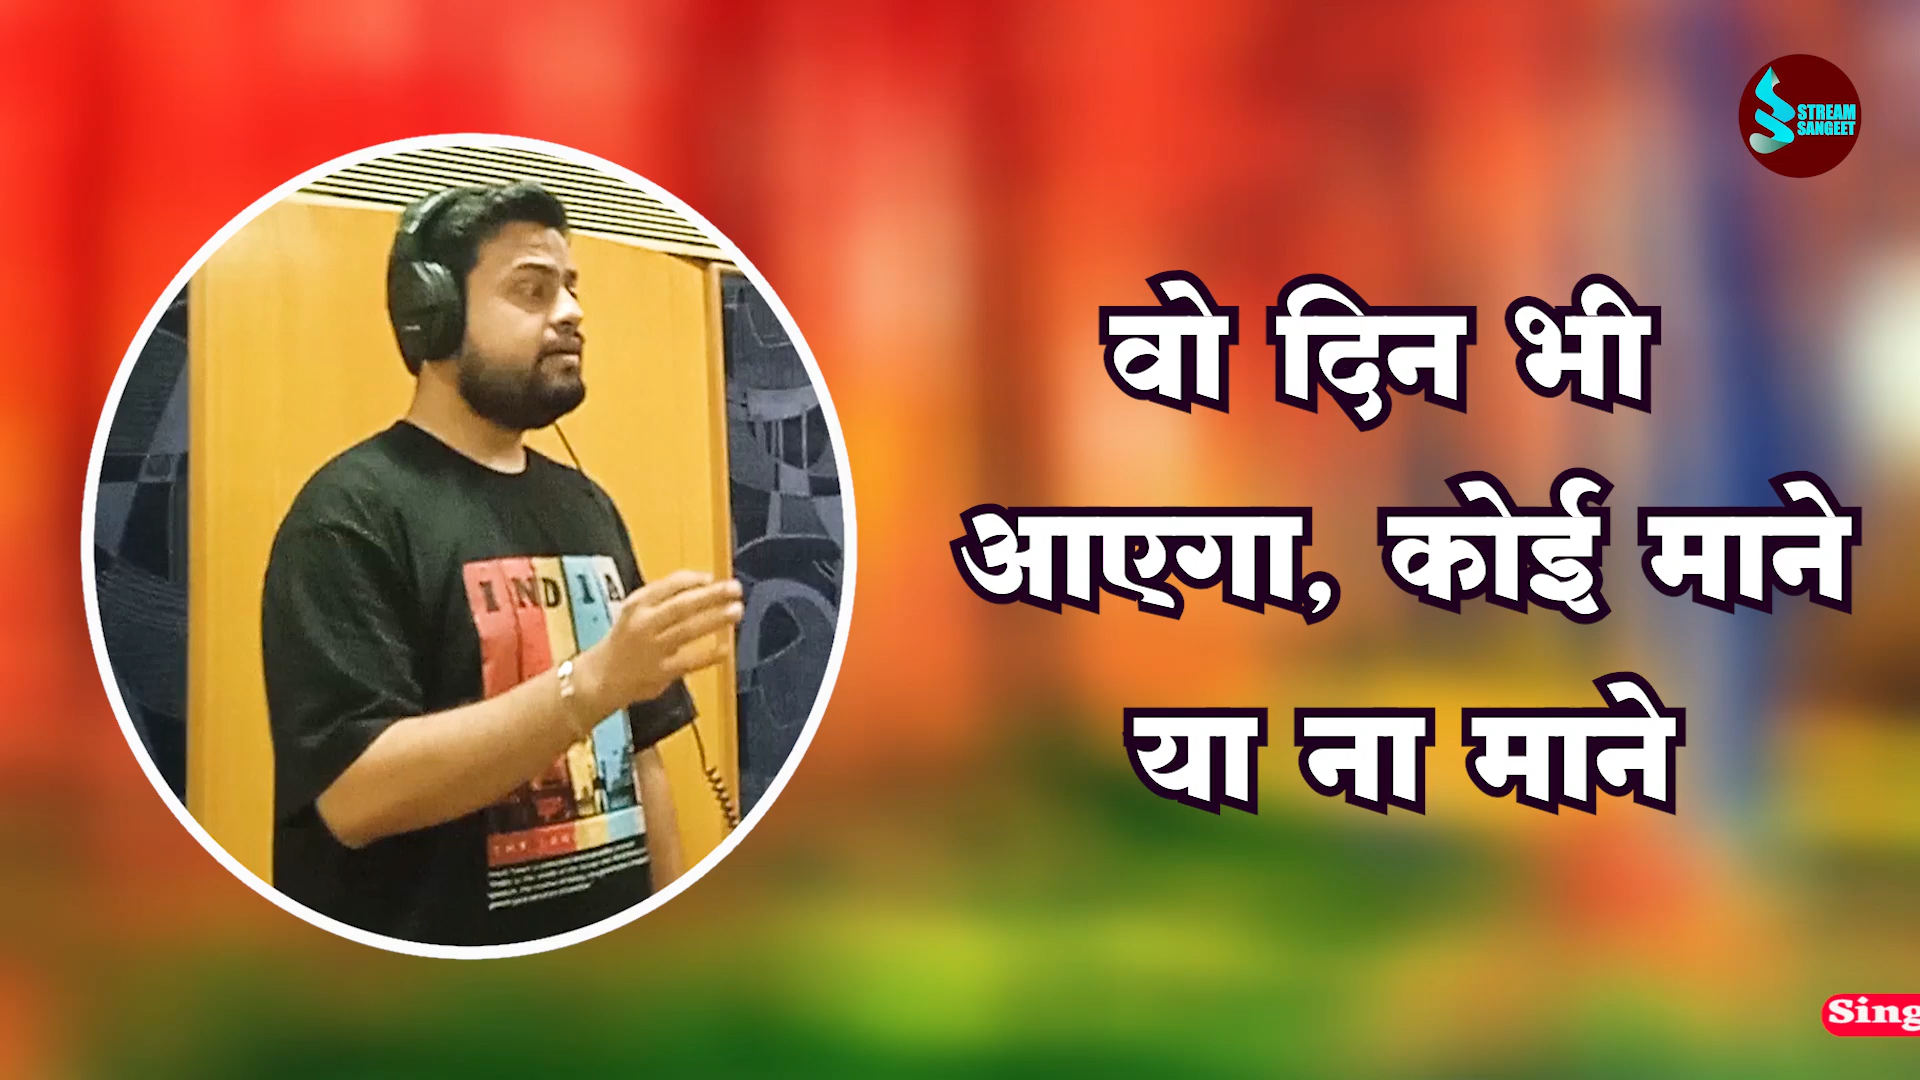 STREAM
SANGEET
वो दिन भी
आएगा, कोई माने
या ना माने
INDIA
Sing